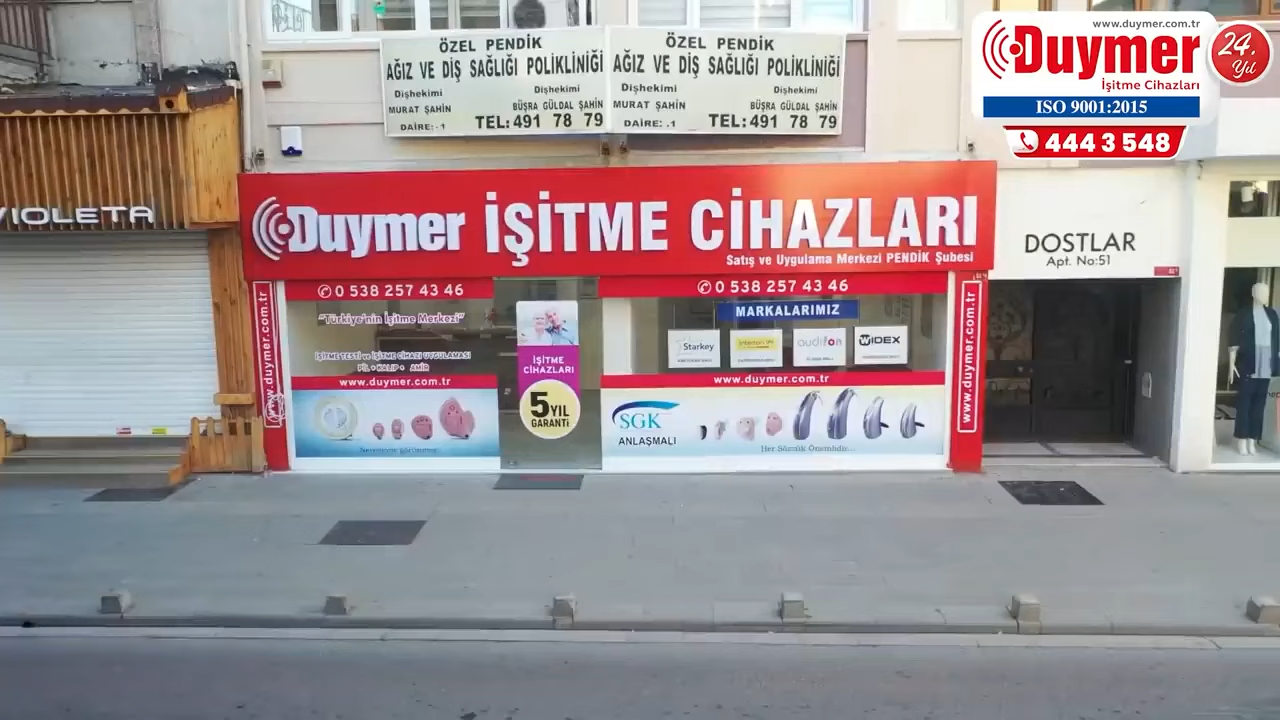 www.duymer.com.tr
Duymer
İşitme Cihazları
24.
Yıl
ISO 9001:2015
444 3 548
ÖZEL PENDİK
AĞIZ VE DİŞ SAĞLIĞI POLİKLİNİĞİ
Dişhekimi
MURAT ŞAHİN
Dişhekimi
BÜŞRA GÜLDAL ŞAHİN
DAİRE:-1
TEL:491 78 79
ÖZEL PENDİK
AĞIZ VE DİŞ SAĞLIĞI POLİKLİNİĞİ
Dişhekimi
MURAT ŞAHİN
Dişhekimi
BÜŞRA GÜLDAL ŞAHİN
DAİRE:.1
TEL:491 78 79
VIOLETA
Duymer İŞİTME CİHAZLARI
Satış ve Uygulama Merkezi PENDİK Şubesi
DOSTLAR
Apt. No:51
0 538 257 43 46
0 538 257 43 46
www.duymer.com.tr
"Türkiye'nin İşitme Merkezi"
İŞİTME TESTİ ve İŞİTME CİHAZI UYGULAMASI
PİL • KALIP • AMİR
www.duymer.com.tr
İŞİTME
CİHAZLARI
5 YIL
GARANTİ
MARKALARIMIZ
Starkey
interton
audifon
WIDEX
www.duymer.com.tr
SGK
ANLAŞMALI
Her Sözcük Önemlidir...
www.duymer.com.tr